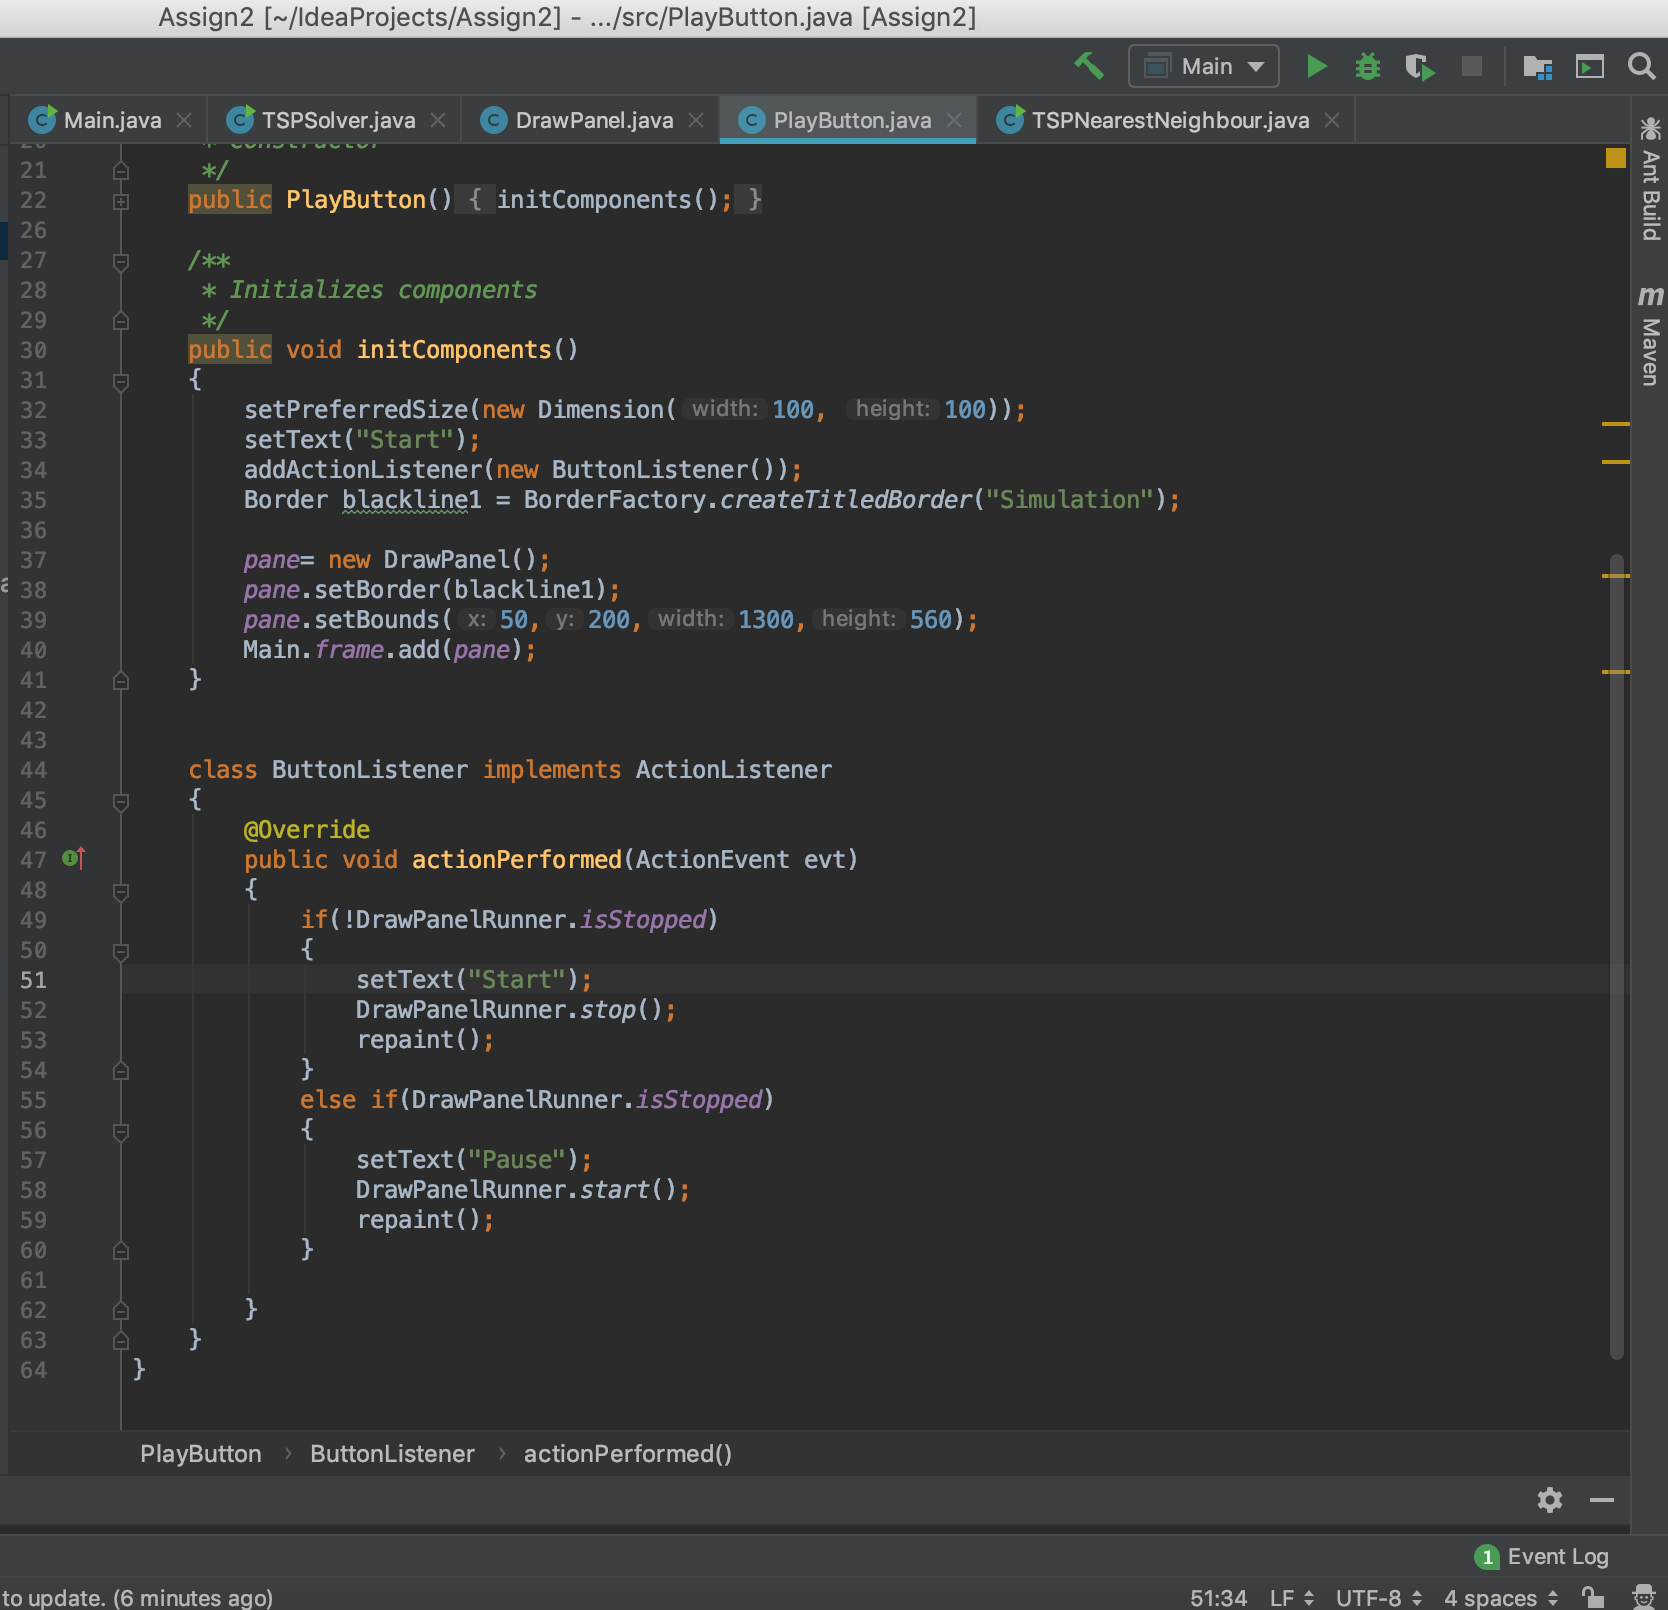 Assign2 [~/IdeaProjects/Assign2] - .../src/PlayButton.java [Assign2]
Main
Main.java
TSPSolver.java
DrawPanel.java
PlayButton.java
TSPNearestNeighbour.java
20 * Constructor
21 */
22 public PlayButton() { initComponents(); }
26
27 /**
28 * Initializes components
29 */
30 public void initComponents()
31 {
32 setPreferredSize(new Dimension( width: 100, height: 100));
33 setText("Start");
34 addActionListener(new ButtonListener());
35 Border blackline1 = BorderFactory.createTitledBorder("Simulation");
36
37 pane= new DrawPanel();
38 pane.setBorder(blackline1);
39 pane.setBounds( x: 50, y: 200, width: 1300, height: 560);
40 Main.frame.add(pane);
41 }
42
43
44 class ButtonListener implements ActionListener
45 {
46 @Override
47 public void actionPerformed(ActionEvent evt)
48 {
49 if(!DrawPanelRunner.isStopped)
50 {
51 setText("Start");
52 DrawPanelRunner.stop();
53 repaint();
54 }
55 else if(DrawPanelRunner.isStopped)
56 {
57 setText("Pause");
58 DrawPanelRunner.start();
59 repaint();
60 }
61
62 }
63 }
64 }
Ant Build
m Maven
PlayButton › ButtonListener › actionPerformed()
1 Event Log
to update. (6 minutes ago)
51:34 LF UTF-8 4 spaces